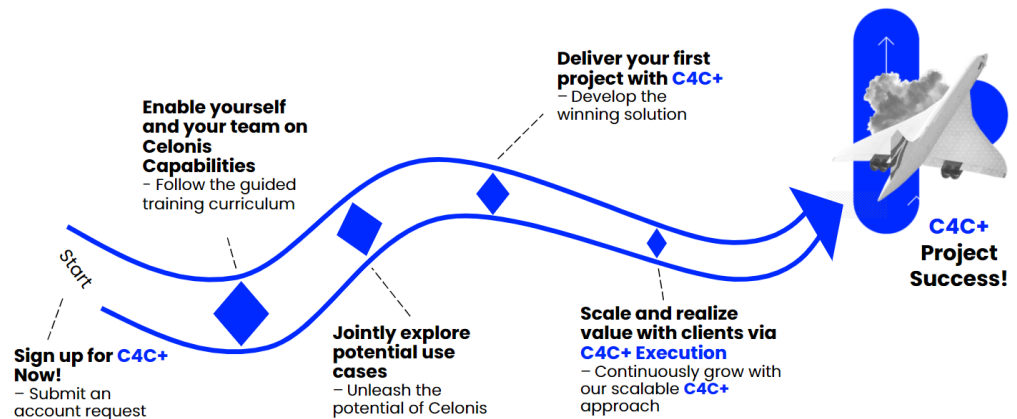 Start
Sign up for C4C+
Now!
– Submit an
account request
Enable yourself
and your team on
Celonis
Capabilities
- Follow the guided
training curriculum
Jointly explore
potential use
cases
– Unleash the
potential of Celonis
Deliver your first
project with C4C+
– Develop the
winning solution
Scale and realize
value with clients via
C4C+ Execution
– Continuously grow with
our scalable C4C+
approach
C4C+
Project
Success!